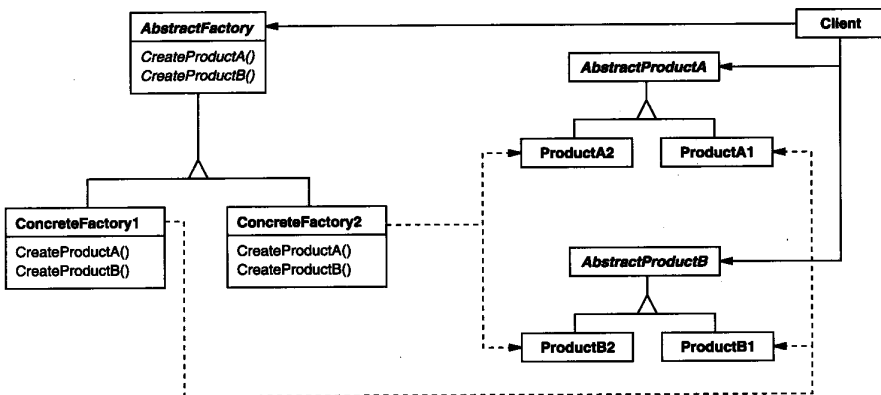 AbstractFactory
CreateProductA()
CreateProductB()
Client
AbstractProductA
ProductA2
ProductA1
ConcreteFactory1
CreateProductA()
CreateProductB()
ConcreteFactory2
CreateProductA()
CreateProductB()
AbstractProductB
ProductB2
ProductB1